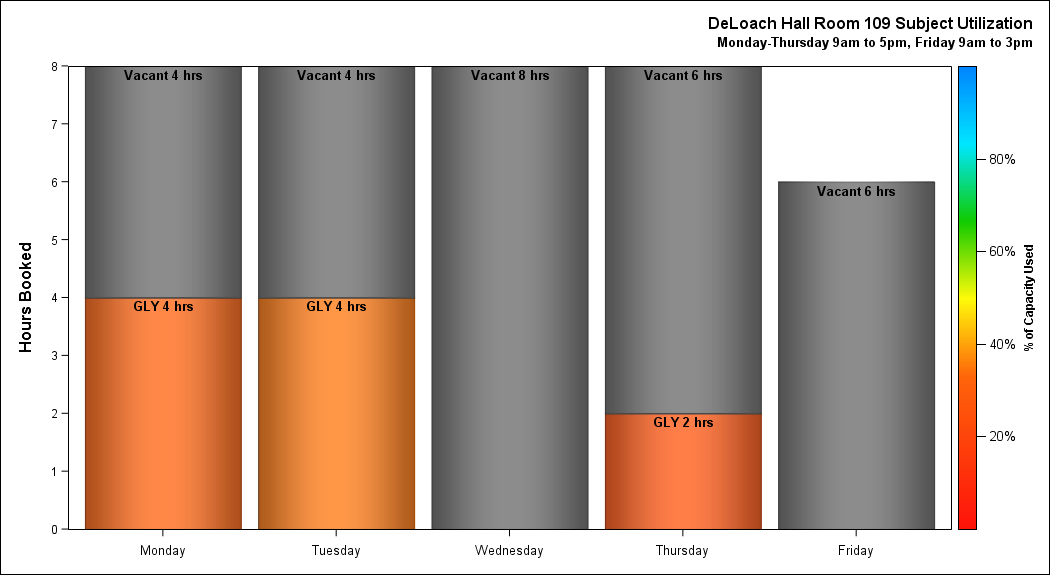 DeLoach Hall Room 109 Subject Utilization
Monday-Thursday 9am to 5pm, Friday 9am to 3pm
Hours Booked
8
7
6
5
4
3
2
1
0
Vacant 4 hrs
GLY 4 hrs
Vacant 4 hrs
GLY 4 hrs
Vacant 8 hrs
Vacant 6 hrs
GLY 2 hrs
Vacant 6 hrs
Monday
Tuesday
Wednesday
Thursday
Friday
80%
60%
40%
20%
% of Capacity Used